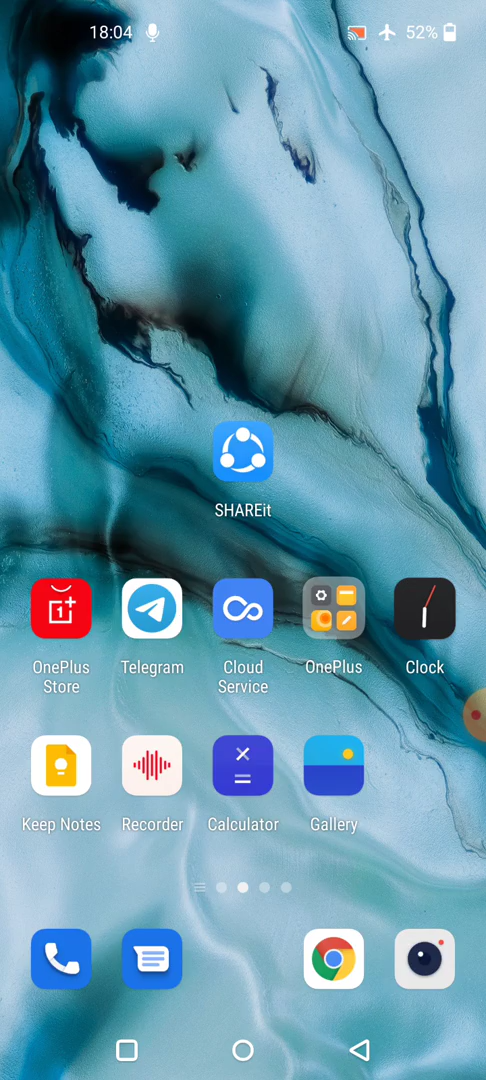 18:04
52%
SHAREit
OnePlus Store
Telegram
Cloud Service
OnePlus
Clock
Keep Notes
Recorder
Calculator
Gallery